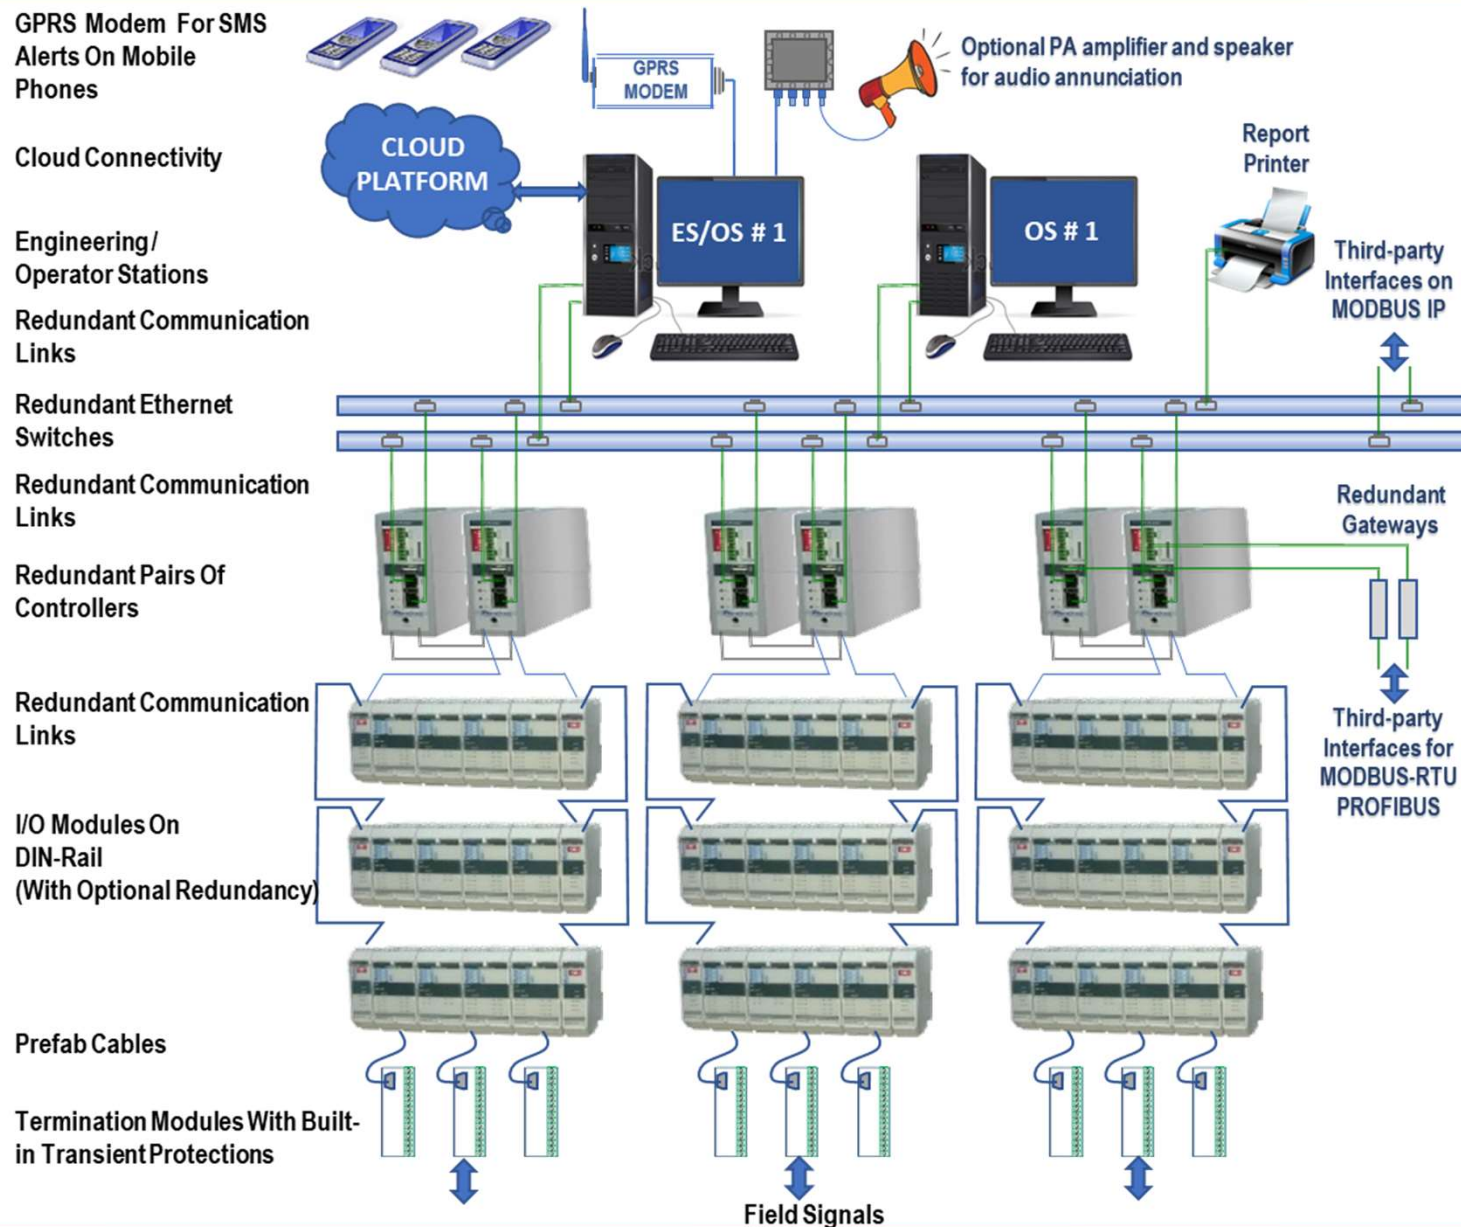 GPRS Modem For SMS
Alerts On Mobile
Phones
GPRS
MODEM
Optional PA amplifier and speaker
for audio annunciation
Cloud Connectivity
CLOUD
PLATFORM
Report
Printer
Engineering/
Operator Stations
ES/OS # 1
OS # 1
Third-party
Interfaces on
MODBUS IP
Redundant Communication
Links
Redundant Ethernet
Switches
Redundant Communication
Links
Redundant
Gateways
Redundant Pairs Of
Controllers
Redundant Communication
Links
Third-party
Interfaces for
MODBUS-RTU
PROFIBUS
I/O Modules On
DIN-Rail
(With Optional Redundancy)
Prefab Cables
Termination Modules With Built-
in Transient Protections
Field Signals